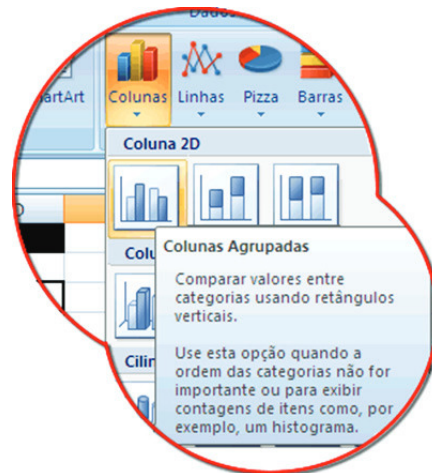 Dados
artArt
Colunas Linhas Pizza Barras
Coluna 2D
Colunas Agrupadas
Colu
Comparar valores entre
categorias usando retângulos
verticais.
Use esta opção quando a
Cilin
ordem das categorias não for
importante ou para exibir
contagens de itens como, por
exemplo, um histograma.